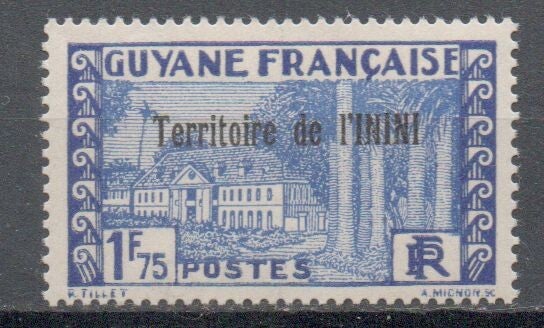 GUYANE FRANÇAISE
Territoire de l'ININI
1F75 POSTES RF
R. TILLET A. MIGNON. SC